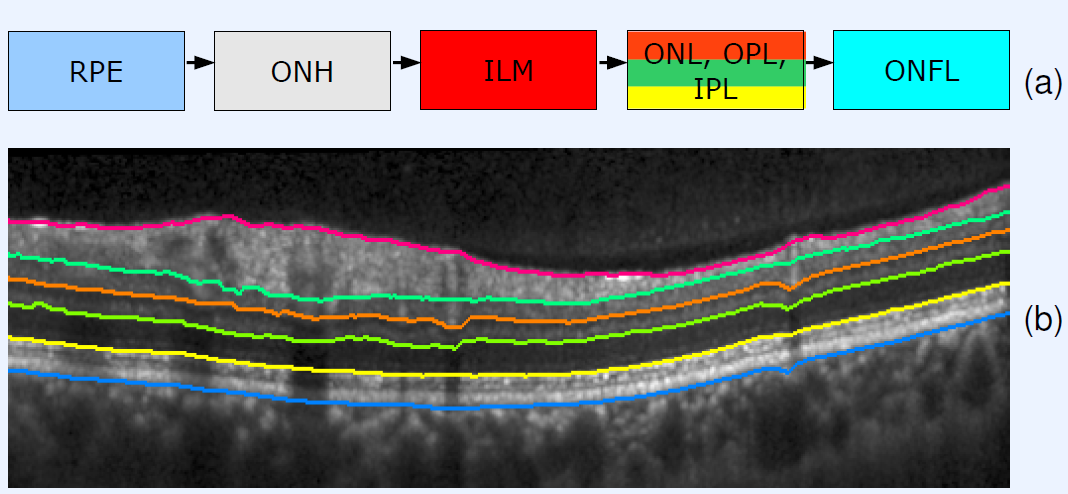 RPE
ONH
ILM
ONL, OPL,
IPL
ONFL
(a)
(b)